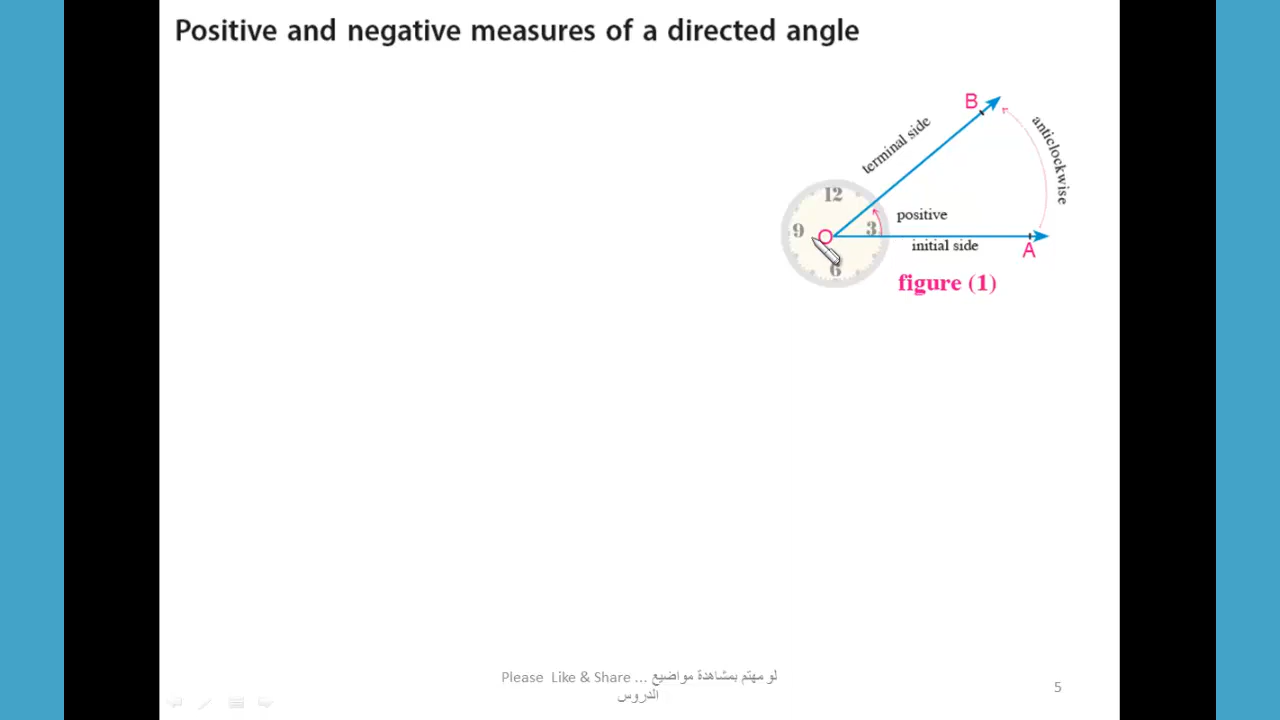 Positive and negative measures of a directed angle
B
terminal side
anticlockwise
12
9
3
6
O
positive
initial side
A
figure (1)
Please Like & Share ... لو مهتم بمشاهدة مواضيع
الدروس
5